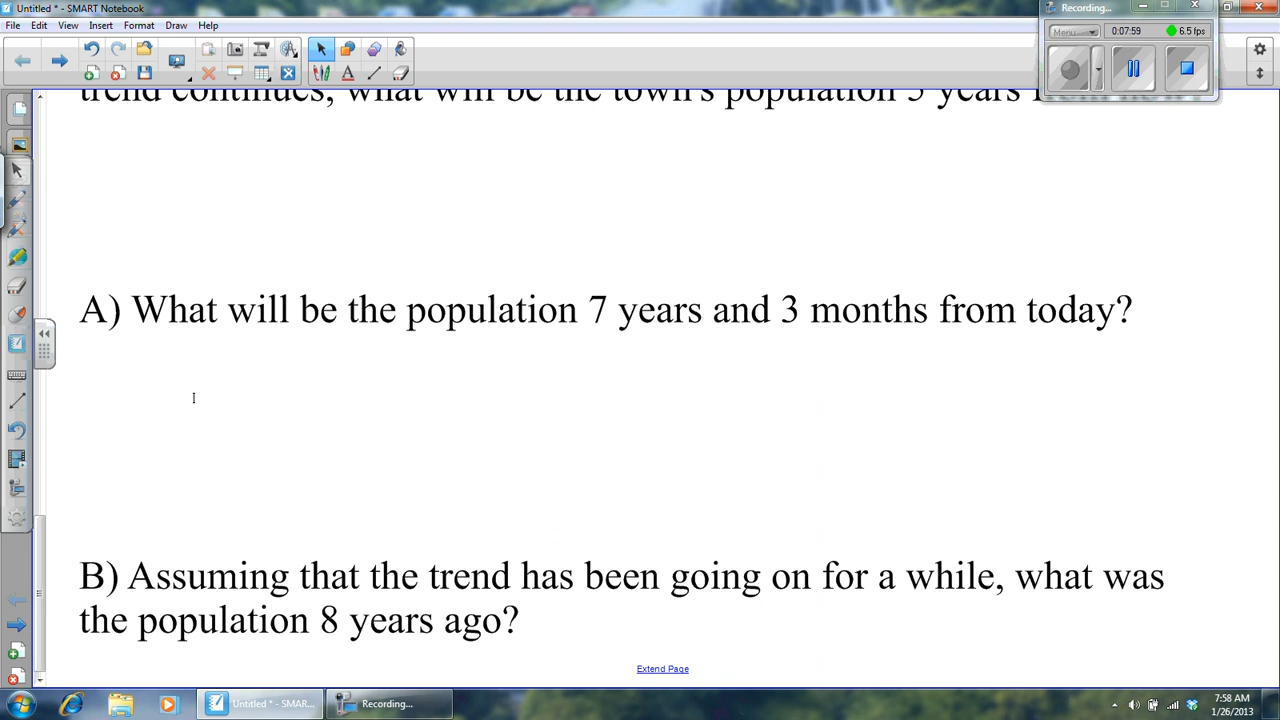 Untitled * - SMART Notebook
Recording...
File Edit View Insert Format Draw Help
Menu
0:07:59
6.5 fps
trend continues, what will be the town's population 5 years
A) What will be the population 7 years and 3 months from today?
B) Assuming that the trend has been going on for a while, what was
the population 8 years ago?
Extend Page
Untitled * - SMAR...
Recording...
7:58 AM
1/26/2013